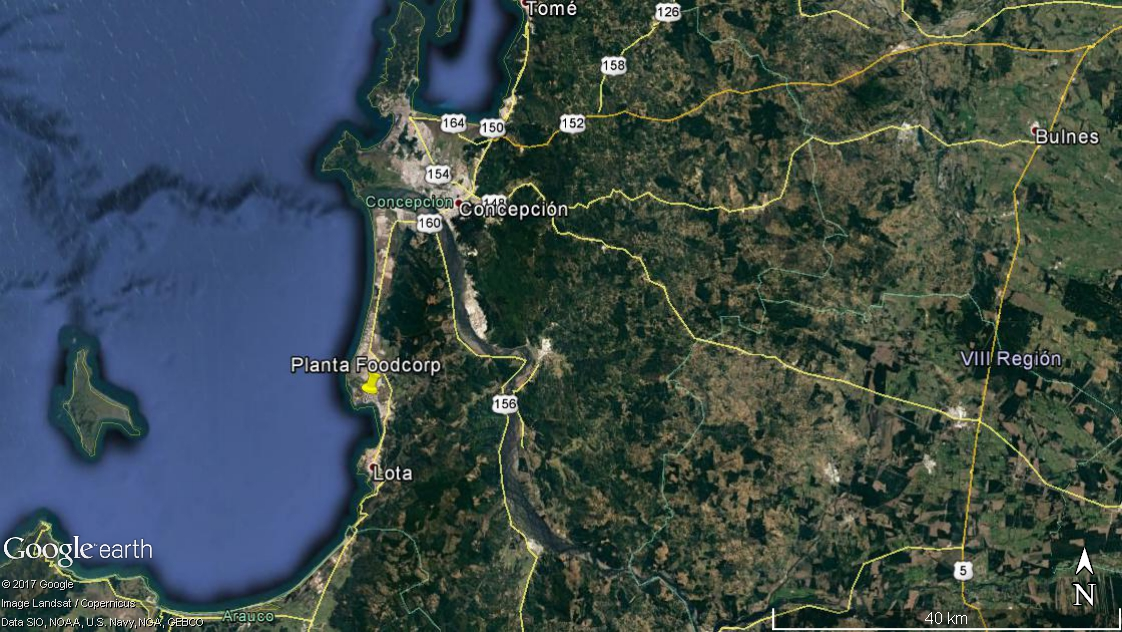 Tomé
126
158
164
150
152
Bulnes
154
Concepción
148
Concepción
160
Planta Foodcorp
VIII Región
156
Lota
Google earth
5
N
© 2017 Google
Image Landsat / Copernicus
Arauco
40 km
Data SIO, NOAA, U.S. Navy, NGA, GEBCO